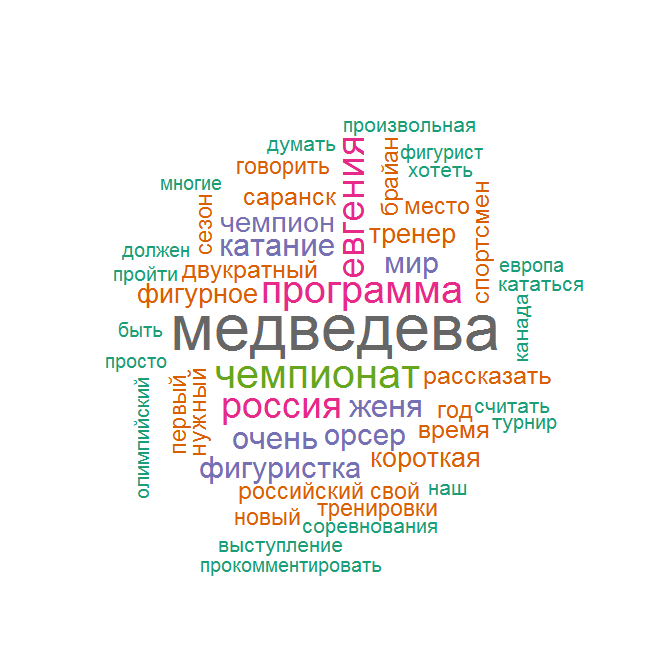 произвольная
думать
евгения
брайан
фигурист
говорить
хотеть
многие
саранск
сезон
место
спортсмен
чемпион
тренер
катание
должен
мир
европа
пройти
двукратный
кататься
фигурное
программа
канада
быть
медведева
просто
чемпионат
рассказать
олимпийский
первый
нужный
россия
женя
год
считать
турнир
очень
орсер
время
фигуристка
короткая
российский
свой
наш
новый
тренировки
соревнования
выступление
прокомментировать